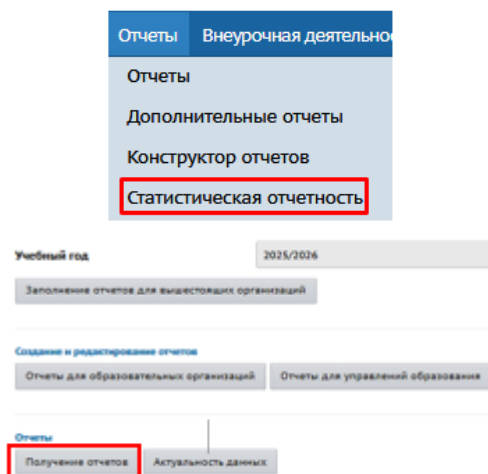 Отчеты Внеурочная деятельно
Отчеты
Дополнительные отчеты
Конструктор отчетов
Статистическая отчетность
Учебный год 2025/2026
Заполнение отчетов для вышестоящих организаций
Создание и редактирование отчетов
Отчеты для образовательных организаций Отчеты для управлений образования
Отчеты
Получение отчетов Актуальность данных